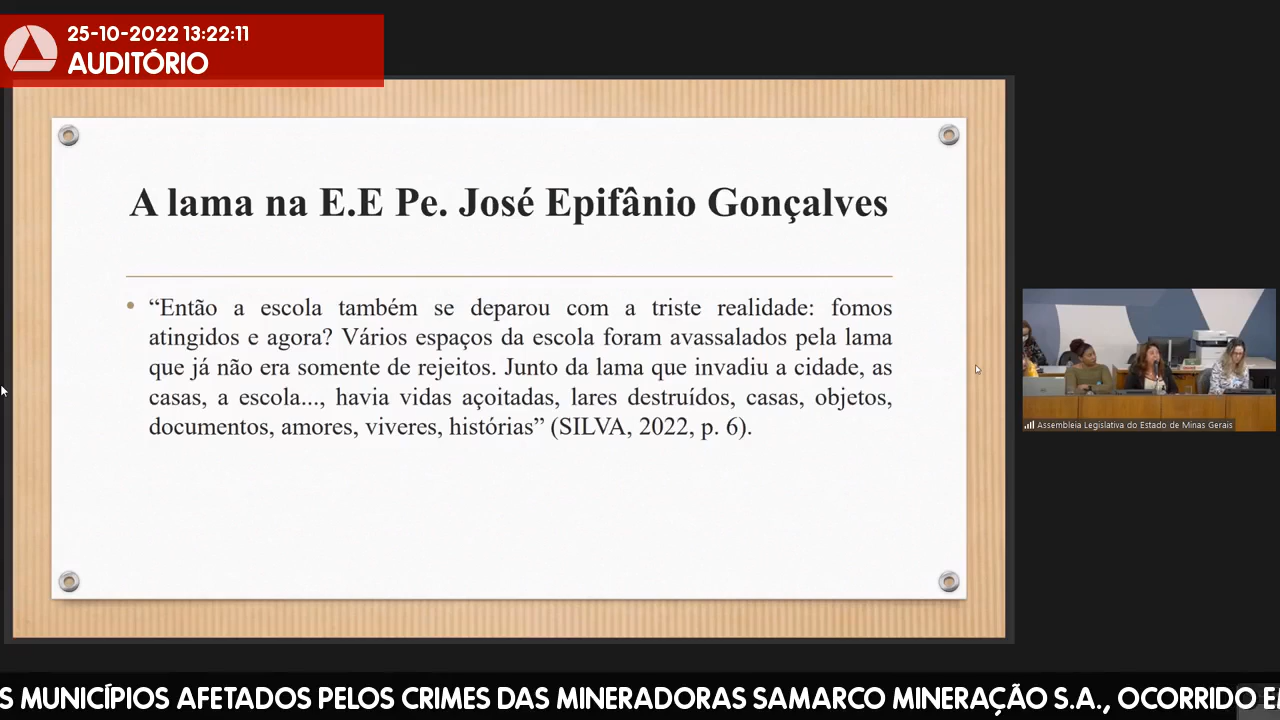 25-10-2022 13:22:11
AUDITÓRIO
A lama na E.E Pe. José Epifânio Gonçalves
• “Então a escola também se deparou com a triste realidade: fomos
atingidos e agora? Vários espaços da escola foram avassalados pela lama
que já não era somente de rejeitos. Junto da lama que invadiu a cidade, as
casas, a escola..., havia vidas açoitadas, lares destruídos, casas, objetos,
documentos, amores, viveres, histórias” (SILVA, 2022, p. 6).
Assembleia Legislativa do Estado de Minas Gerais
S MUNICÍPIOS AFETADOS PELOS CRIMES DAS MINERADORAS SAMARCO MINERAÇÃO S.A., OCORRIDO E